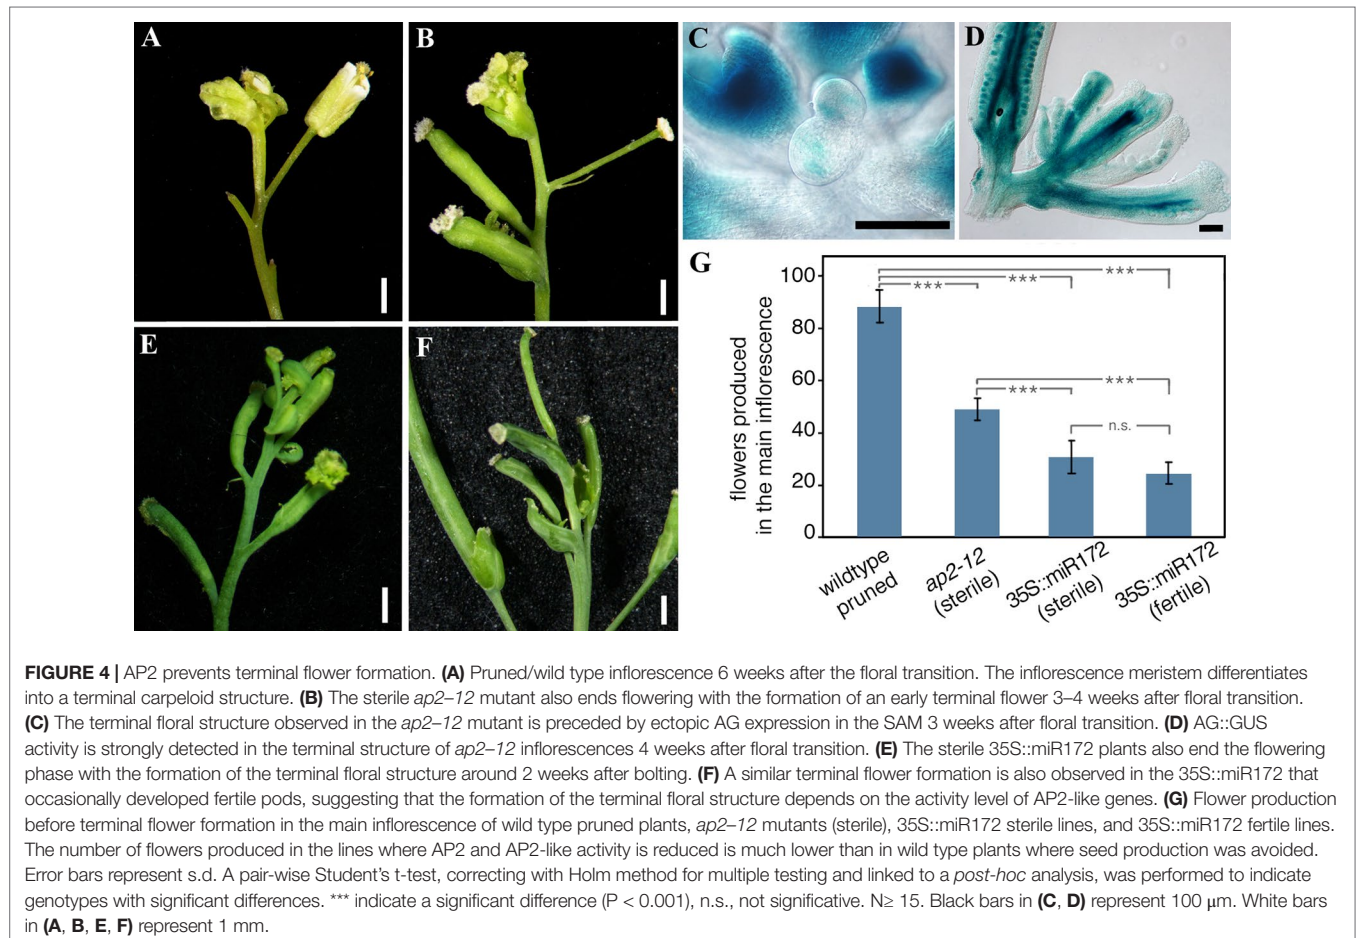 A
B
C
D
E
F
G
flowers produced
in the main inflorescence
100
80
60
40
20
0
***
***
***
***
***
n.s.
wildtype
pruned
ap2-12
(sterile)
35S::miR172
(sterile)
35S::miR172
(fertile)
FIGURE 4 | AP2 prevents terminal flower formation. (A) Pruned/wild type inflorescence 6 weeks after the floral transition. The inflorescence meristem differentiates
into a terminal carpeloid structure. (B) The sterile ap2–12 mutant also ends flowering with the formation of an early terminal flower 3–4 weeks after floral transition.
(C) The terminal floral structure observed in the ap2–12 mutant is preceded by ectopic AG expression in the SAM 3 weeks after floral transition. (D) AG::GUS
activity is strongly detected in the terminal structure of ap2–12 inflorescences 4 weeks after floral transition. (E) The sterile 35S::miR172 plants also end the flowering
phase with the formation of the terminal floral structure around 2 weeks after bolting. (F) A similar terminal flower formation is also observed in the 35S::miR172 that
occasionally developed fertile pods, suggesting that the formation of the terminal floral structure depends on the activity level of AP2-like genes. (G) Flower production
before terminal flower formation in the main inflorescence of wild type pruned plants, ap2–12 mutants (sterile), 35S::miR172 sterile lines, and 35S::miR172 fertile lines.
The number of flowers produced in the lines where AP2 and AP2-like activity is reduced is much lower than in wild type plants where seed production was avoided.
Error bars represent s.d. A pair-wise Student's t-test, correcting with Holm method for multiple testing and linked to a post-hoc analysis, was performed to indicate
genotypes with significant differences. *** indicate a significant difference (P < 0.001), n.s., not significative. N≥ 15. Black bars in (C, D) represent 100 μm. White bars
in (A, B, E, F) represent 1 mm.